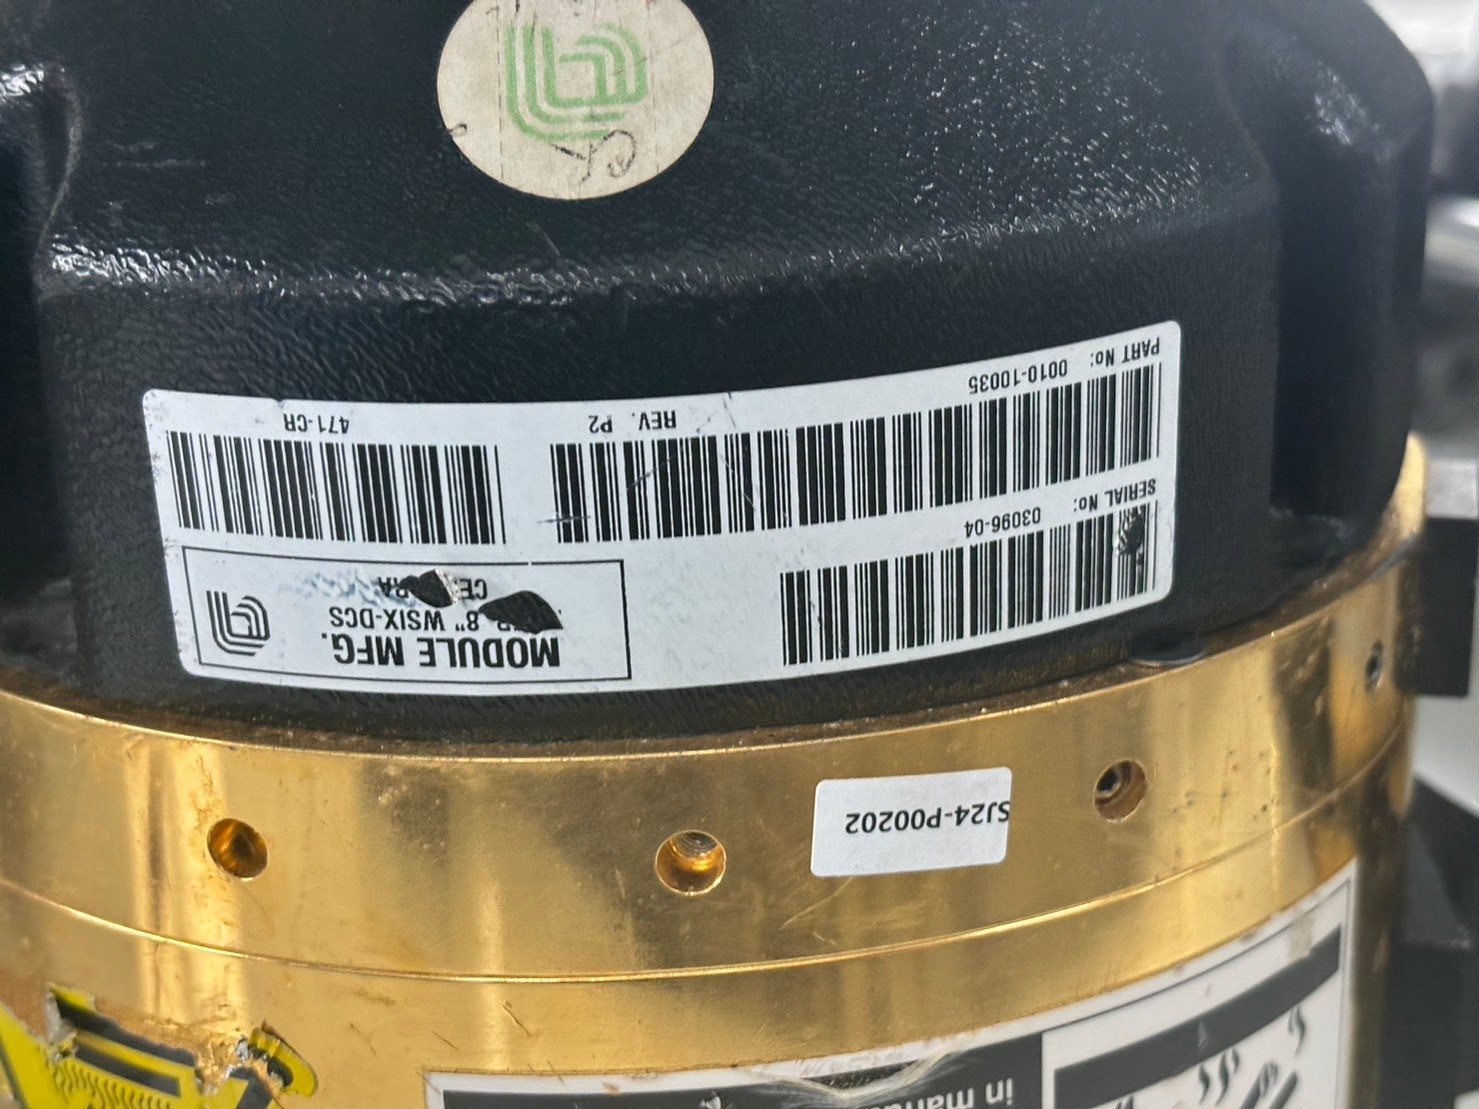 PART No: 0010-10035 REV. P2 471-CR
SERIAL No: 03096-04
MODULE MFG.
8" WSIX-DCS
SJ24-P00202
in